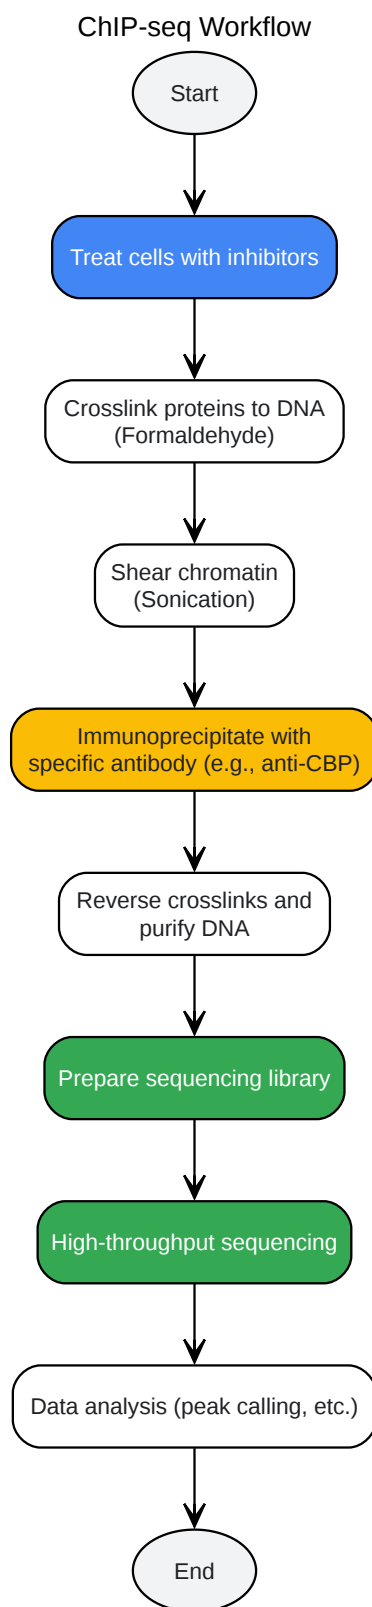 ChIP-seq Workflow
Start
Treat cells with inhibitors
Crosslink proteins to DNA
(Formaldehyde)
Shear chromatin
(Sonication)
Immunoprecipitate with
specific antibody (e.g., anti-CBP)
Reverse crosslinks and
purify DNA
Prepare sequencing library
High-throughput sequencing
Data analysis (peak calling, etc.)
End